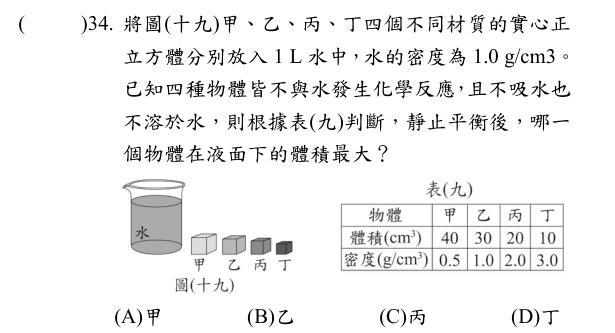 (　　)34. 將圖(十九)甲、乙、丙、丁四個不同材質的實心正
立方體分別放入 1 L 水中，水的密度為 1.0 g/cm3。
已知四種物體皆不與水發生化學反應，且不吸水也
不溶於水，則根據表(九)判斷，靜止平衡後，哪一
個物體在液面下的體積最大？
水
甲 乙 丙 丁
圖(十九)
表(九)
物體 甲 乙 丙 丁
體積(cm³) 40 30 20 10
密度(g/cm³) 0.5 1.0 2.0 3.0
(A)甲 (B)乙 (C)丙 (D)丁